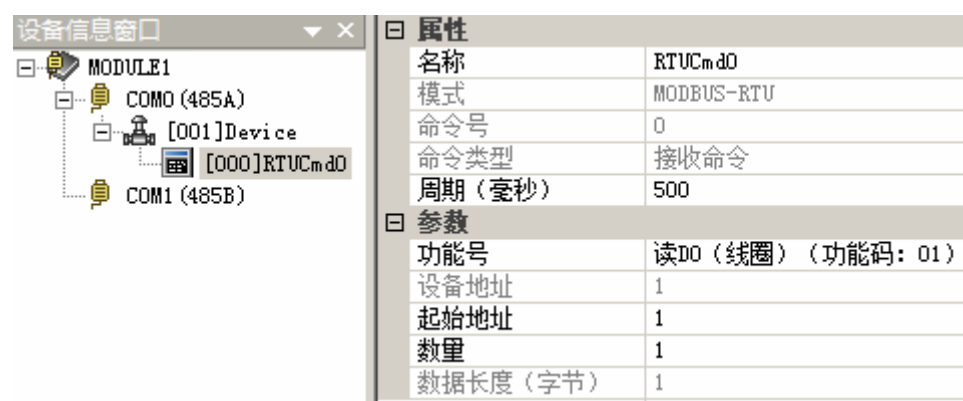 设备信息窗口
MODULE1
COM0(485A)
[001]Device
[000]RTUCmd0
COM1(485B)
属性
名称 RTUCmd0
模式 MODBUS-RTU
命令号 0
命令类型 接收命令
周期（毫秒） 500
参数
功能号 读DO（线圈）（功能码：01）
设备地址 1
起始地址 1
数量 1
数据长度（字节） 1